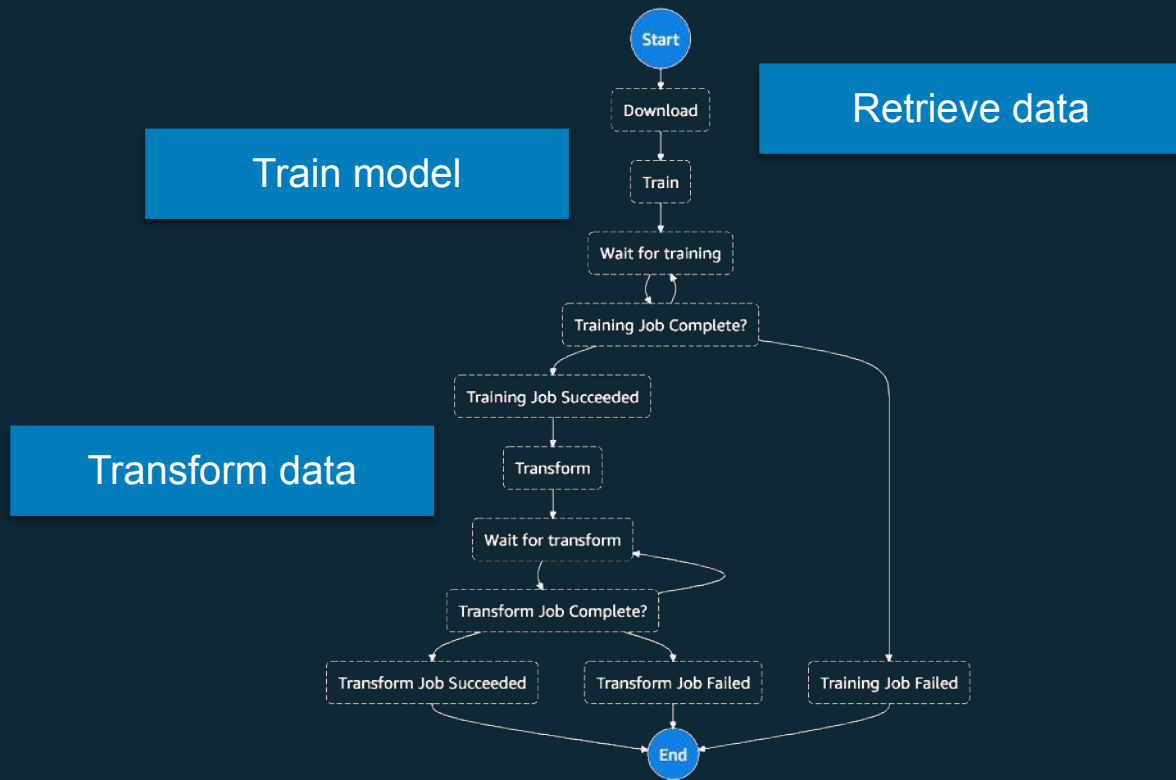 Start
Download
Retrieve data
Train model
Train
Wait for training
Training Job Complete?
Training Job Succeeded
Transform data
Transform
Wait for transform
Transform Job Complete?
Transform Job Succeeded
Transform Job Failed
Training Job Failed
End